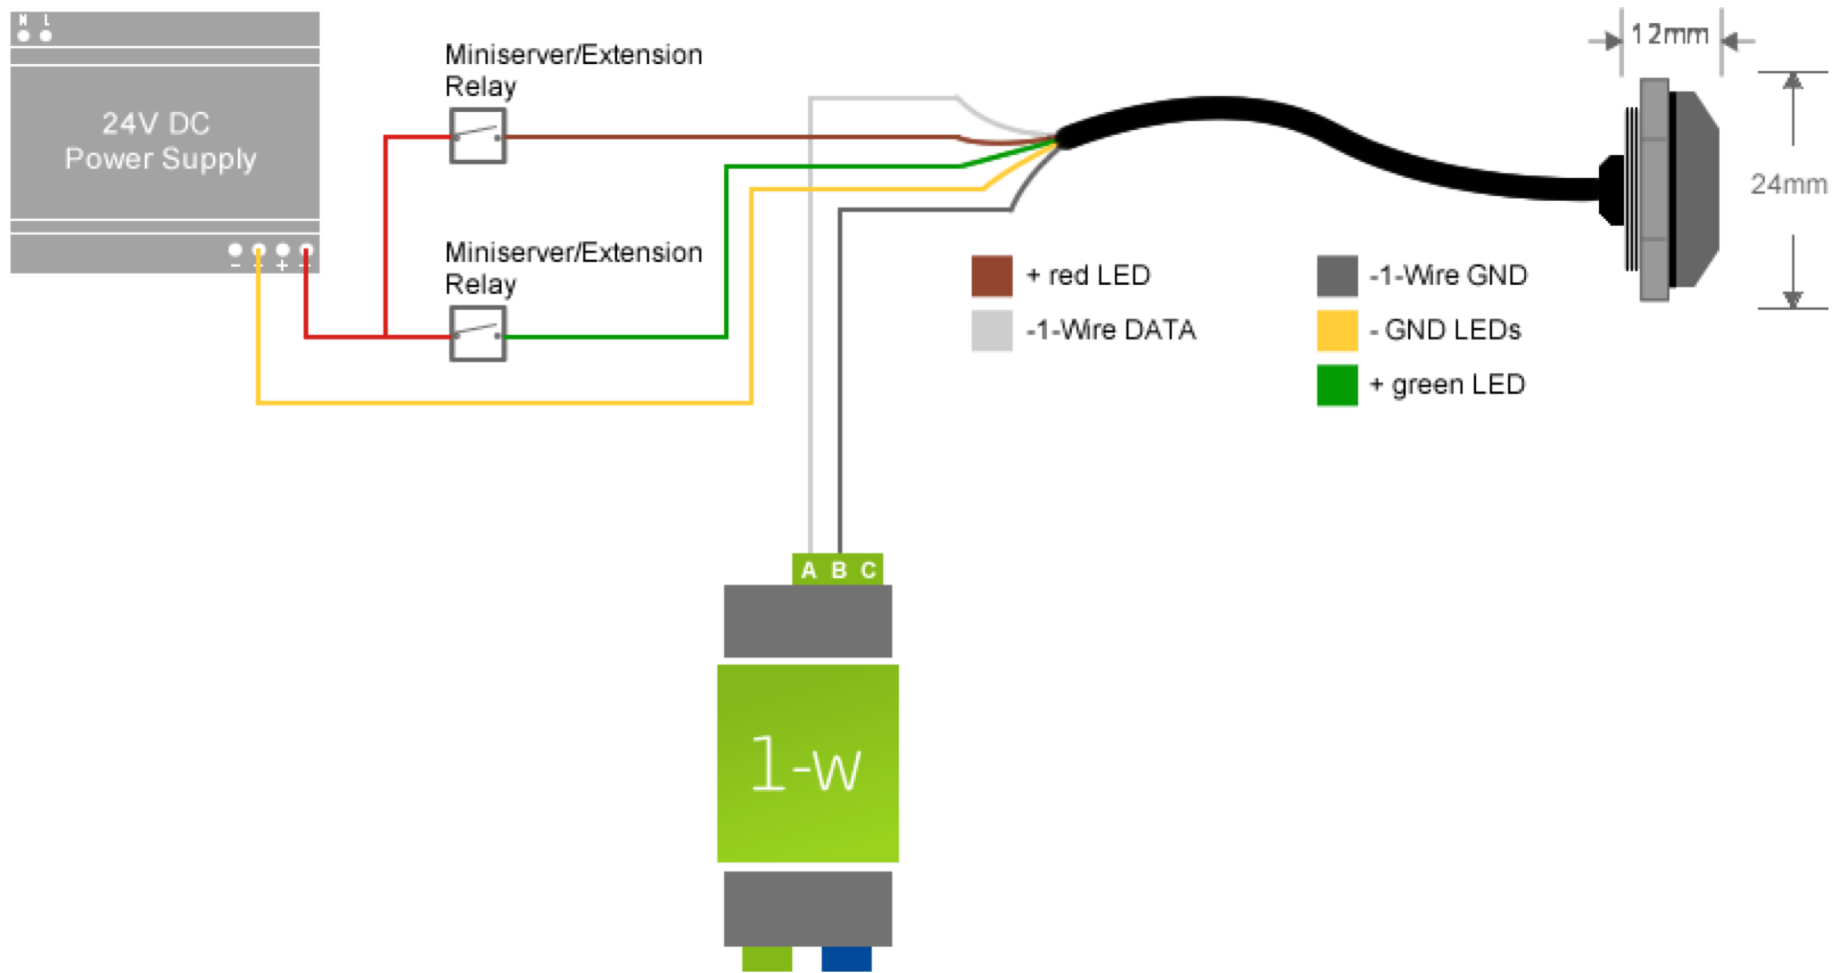 N L
24V DC
Power Supply
- - + +
Miniserver/Extension
Relay
Miniserver/Extension
Relay
12mm
24mm
+ red LED
-1-Wire DATA
-1-Wire GND
- GND LEDs
+ green LED
A B C
1-w